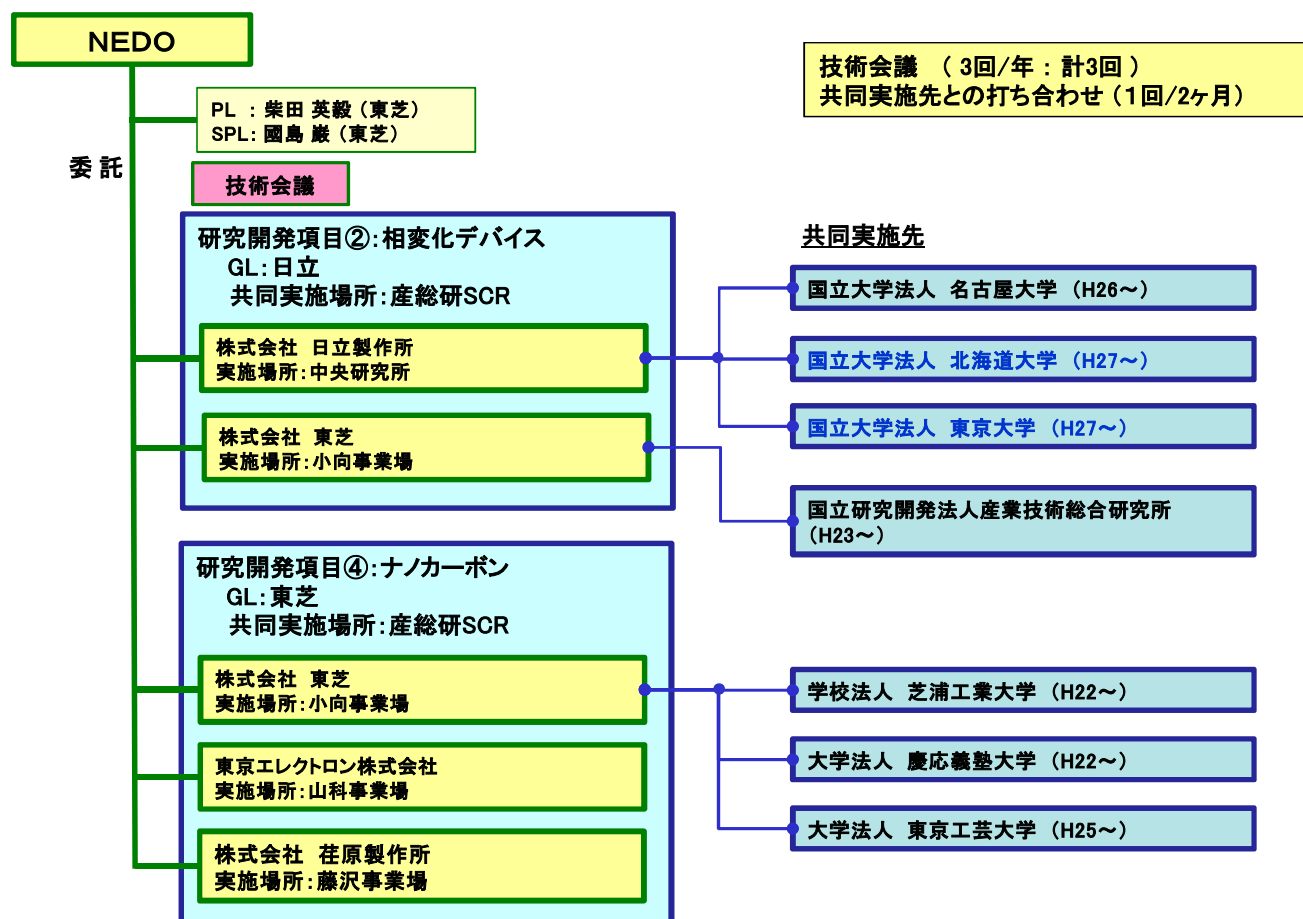 NEDO
技術会議 （ 3回/年 : 計3回 ）
共同実施先との打ち合わせ（１回/2ヶ月）
PL : 柴田 英毅（東芝）
SPL: 國島 巌（東芝）
委 託
技術会議
研究開発項目②:相変化デバイス
GL:日立
共同実施場所:産総研SCR
株式会社 日立製作所
実施場所:中央研究所
株式会社 東芝
実施場所:小向事業場
共同実施先
国立大学法人 名古屋大学 （H26～）
国立大学法人 北海道大学 （H27～）
国立大学法人 東京大学 （H27～）
国立研究開発法人産業技術総合研究所
（H23～）
研究開発項目④:ナノカーボン
GL:東芝
共同実施場所:産総研SCR
株式会社 東芝
実施場所:小向事業場
東京エレクトロン株式会社
実施場所:山科事業場
株式会社 荏原製作所
実施場所:藤沢事業場
学校法人 芝浦工業大学 （H22～）
大学法人 慶応義塾大学 （H22～）
大学法人 東京工芸大学 （H25～）